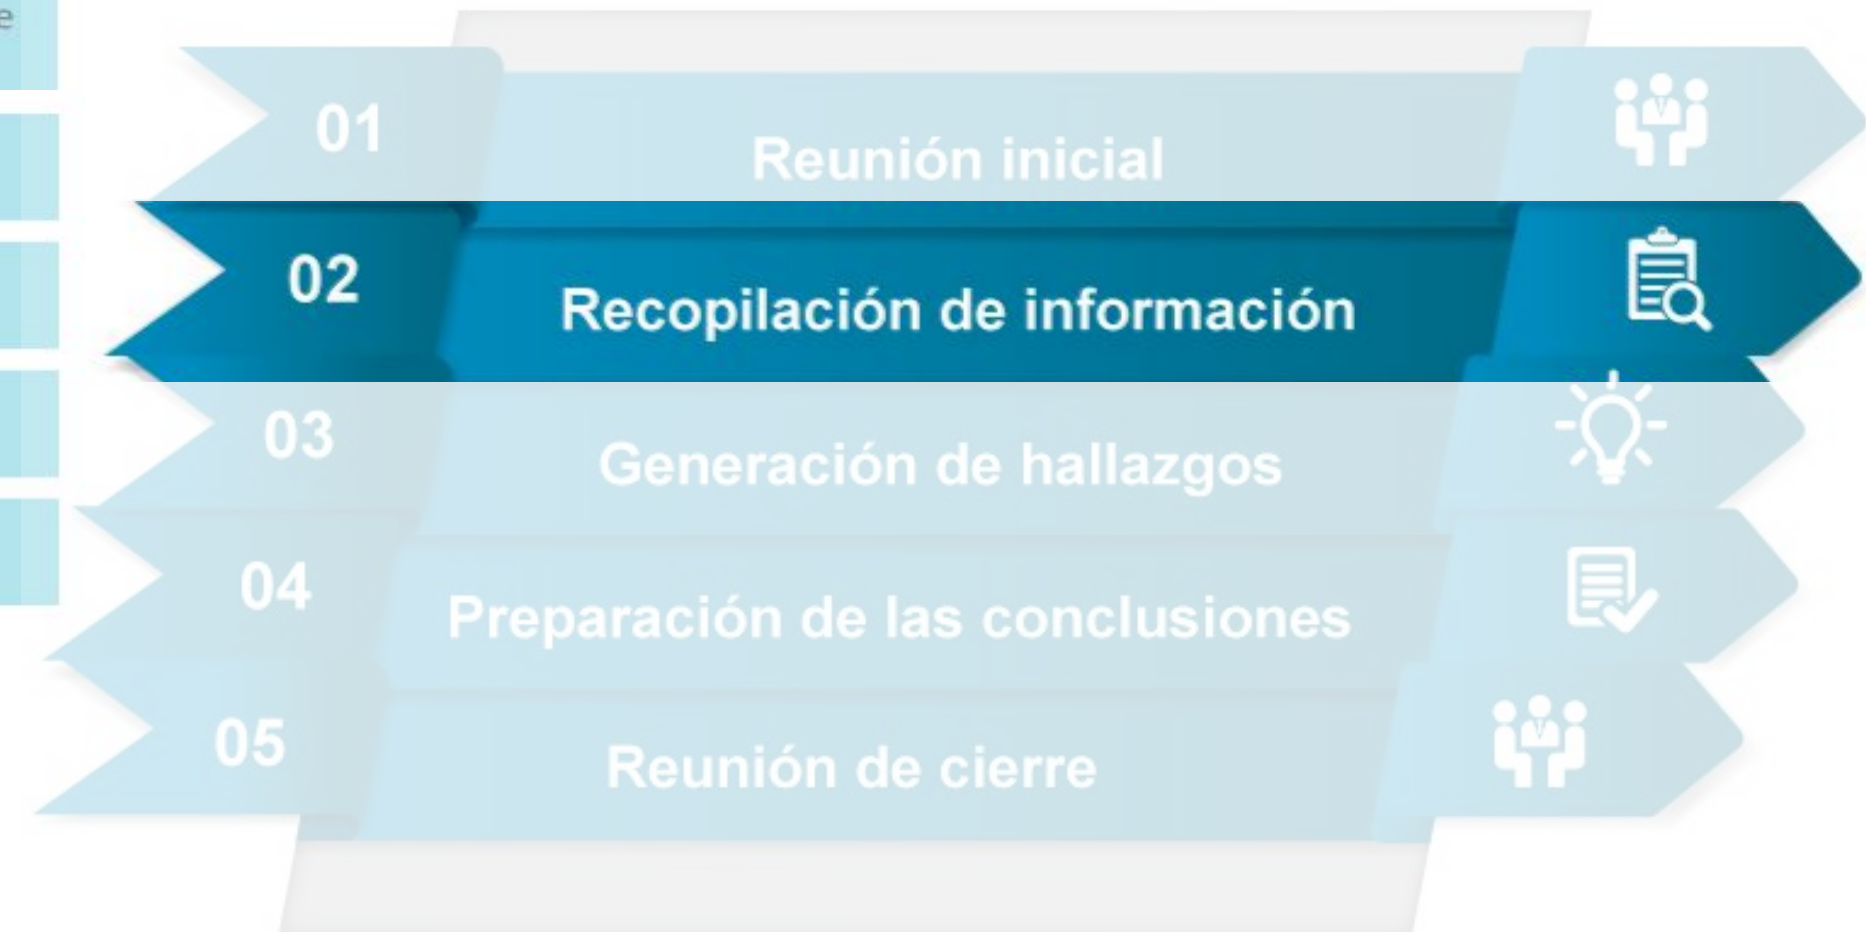 01
Reunión inicial
02
Recopilación de información
03
Generación de hallazgos
04
Preparación de las conclusiones
05
Reunión de cierre